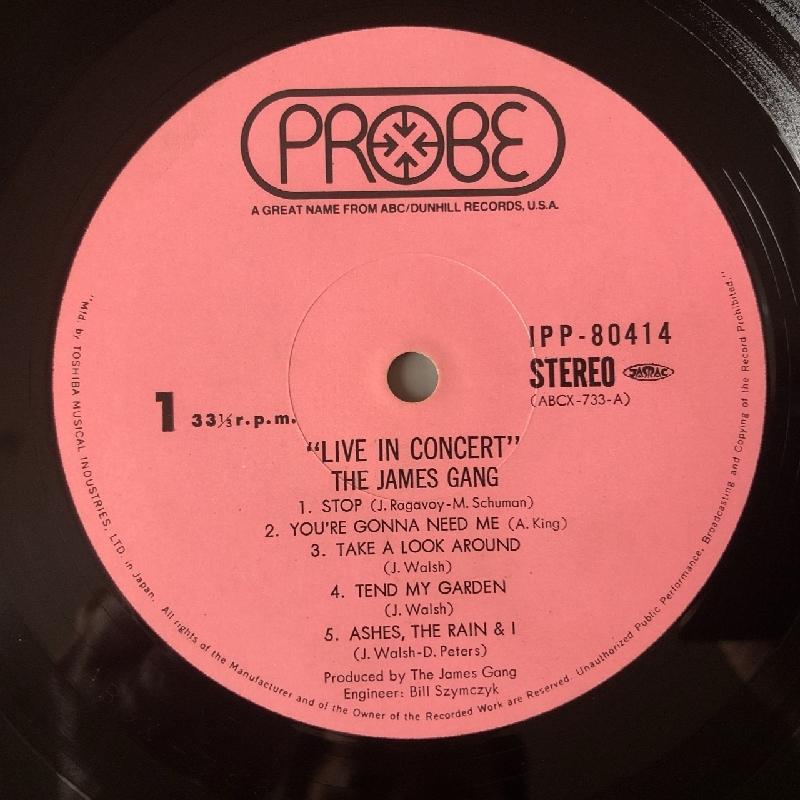 PROBE
A GREAT NAME FROM ABC/DUNHILL RECORDS, U.S.A.
IPP-80414
STEREO JASRAC
(ABCX-733-A)
1 33⅓ r.p.m.
"LIVE IN CONCERT"
THE JAMES GANG
1. STOP (J. Ragavoy-M. Schuman)
2. YOU'RE GONNA NEED ME (A. King)
3. TAKE A LOOK AROUND
(J. Walsh)
4. TEND MY GARDEN
(J. Walsh)
5. ASHES, THE RAIN & I
(J. Walsh-D. Peters)
Produced by The James Gang
Engineer: Bill Szymczyk
"Mfd. by TOSHIBA MUSICAL INDUSTRIES, LTD. in Japan. All rights of the Manufacturer and of the Owner of the Recorded Work are Reserved. Unauthorized Public Performance, Broadcasting and Copying of the Record Prohibited."